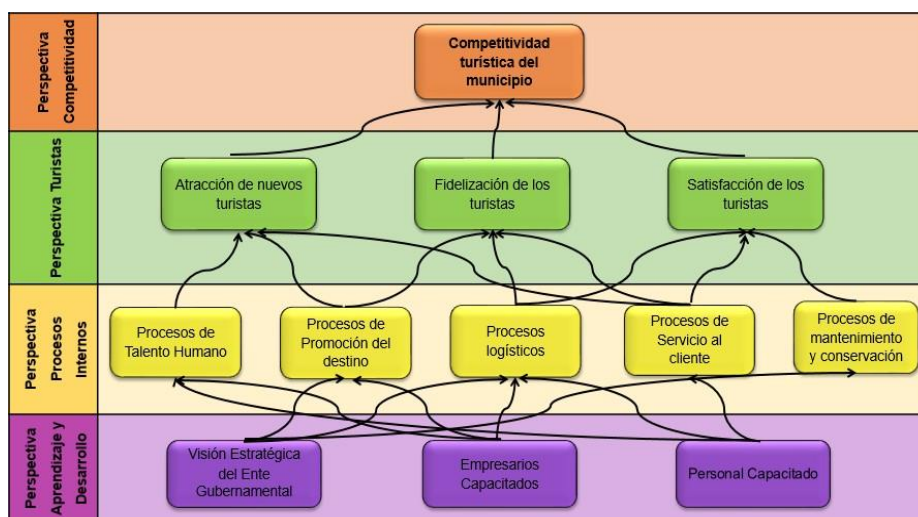 Perspectiva
Competitividad
Competitividad
turística del
municipio
Perspectiva Turistas
Atracción de nuevos
turistas
Fidelización de los
turistas
Satisfacción de los
turistas
Perspectiva
Procesos
Internos
Procesos de
Talento Humano
Procesos de
Promoción del
destino
Procesos
logísticos
Procesos de
Servicio al
cliente
Procesos de
mantenimiento
y conservación
Perspectiva
Aprendizaje y
Desarrollo
Visión Estratégica
del Ente
Gubernamental
Empresarios
Capacitados
Personal Capacitado